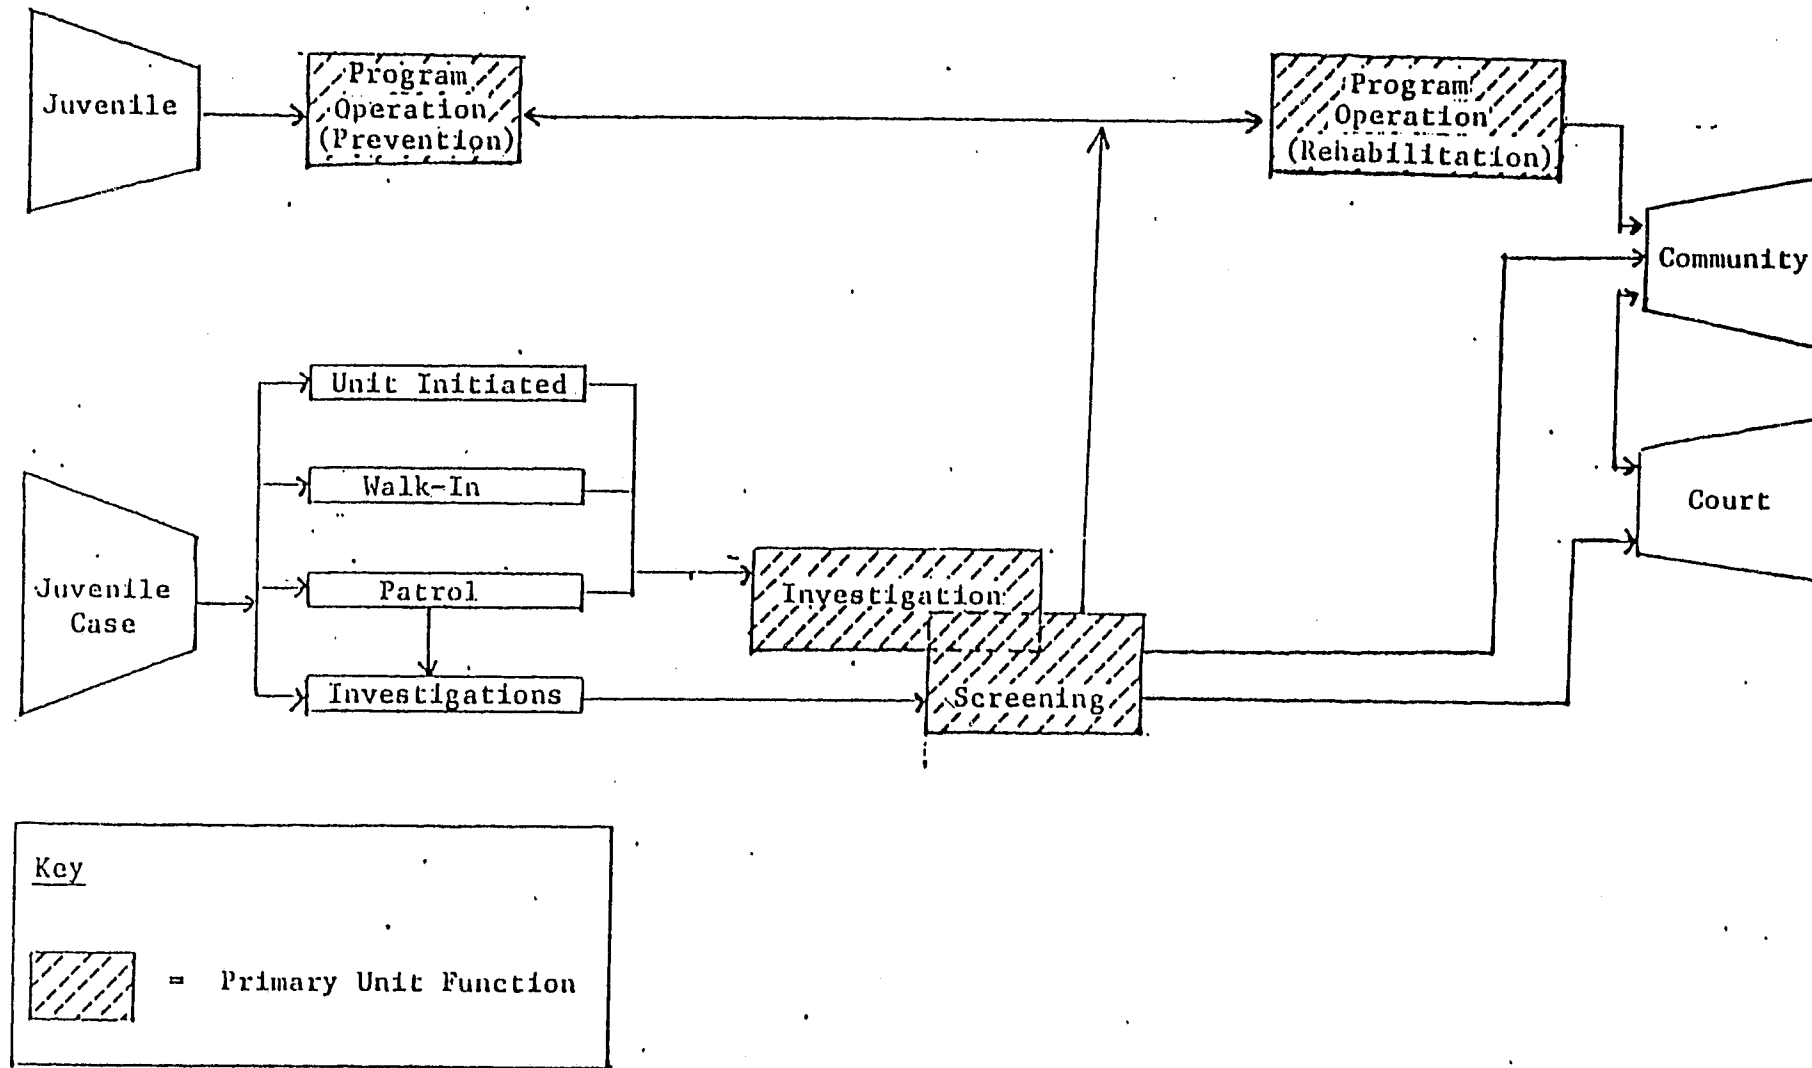 Juvenile
Program
Operation
(Prevention)
Program
Operation
(Rehabilitation)
Community
Unit Initiated
Walk-In
Patrol
Investigations
Juvenile
Case
Investigation
Screening
Court
Key
= Primary Unit Function